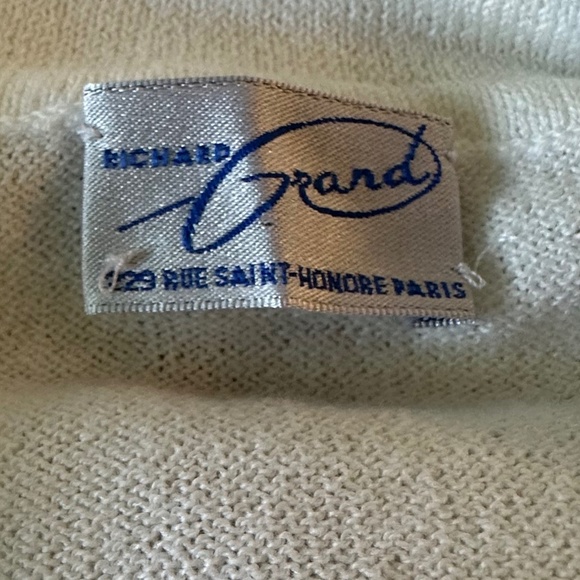 RICHARD
Grand
229 RUE SAINT-HONORE PARIS